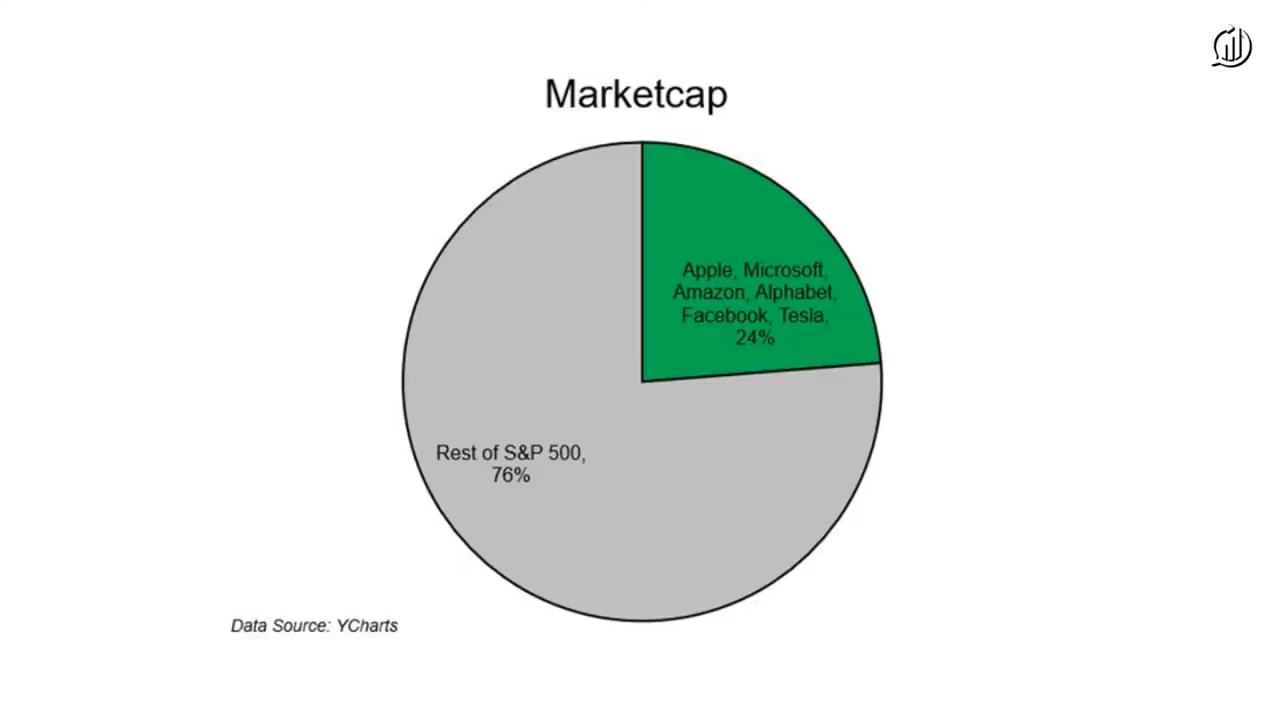 Marketcap
Apple, Microsoft,
Amazon, Alphabet,
Facebook, Tesla,
24%
Rest of S&P 500,
76%
Data Source: YCharts